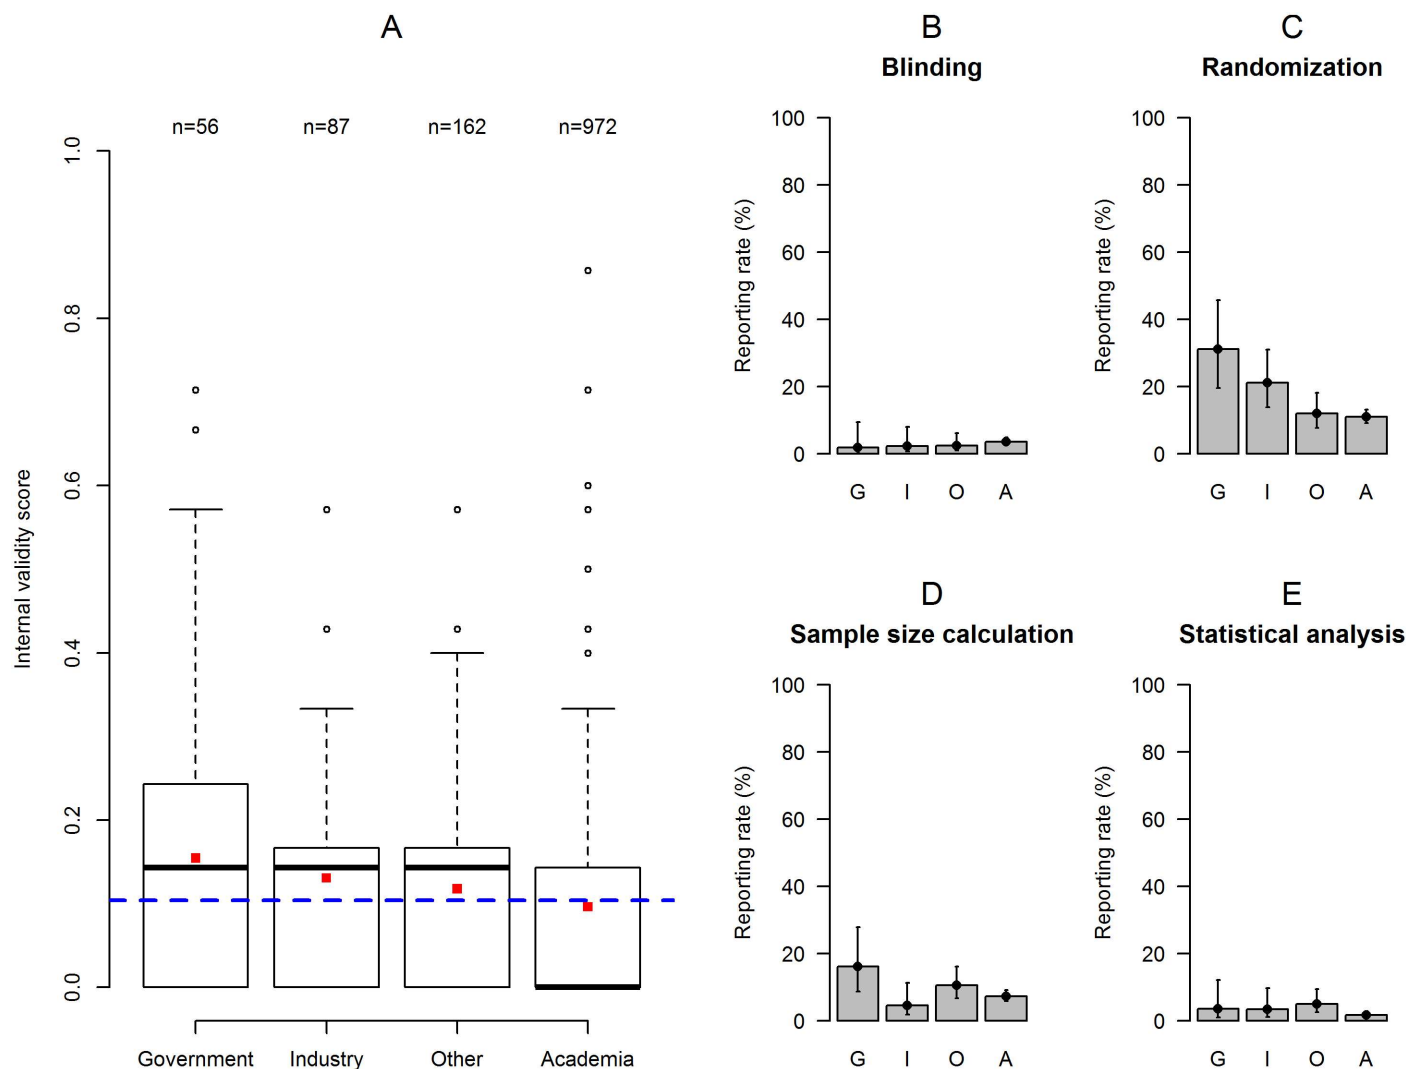 A
n=56 n=87 n=162 n=972
Internal validity score
1.0
0.8
0.6
0.4
0.2
0.0
Government Industry Other Academia
B
Blinding
Reporting rate (%)
100
80
60
40
20
0
G I O A
C
Randomization
Reporting rate (%)
100
80
60
40
20
0
G I O A
D
Sample size calculation
Reporting rate (%)
100
80
60
40
20
0
G I O A
E
Statistical analysis
Reporting rate (%)
100
80
60
40
20
0
G I O A